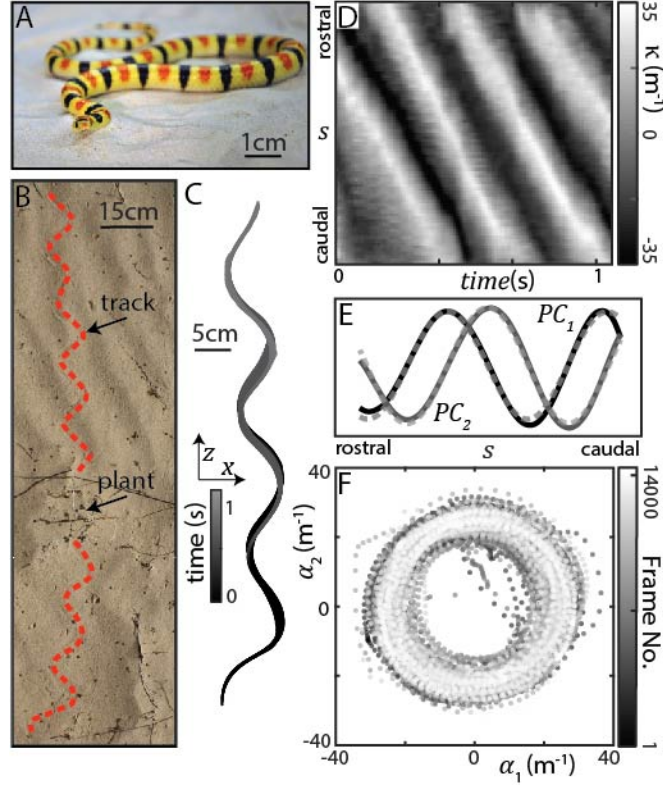 A
1cm
B
15cm
track
plant
C
5cm
z
x
time (s)
1
0
D
rostral
s
caudal
0
time(s)
1
35
κ (m⁻¹)
0
-35
E
PC₁
PC₂
rostral
s
caudal
F
40
α₂ (m⁻¹)
0
-40
-40
0
40
α₁ (m⁻¹)
14000
Frame No.
1